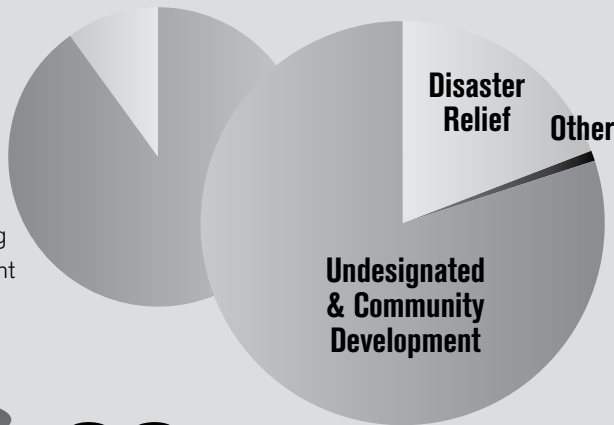 Disaster
Relief
Other
Undesignated
& Community
Development